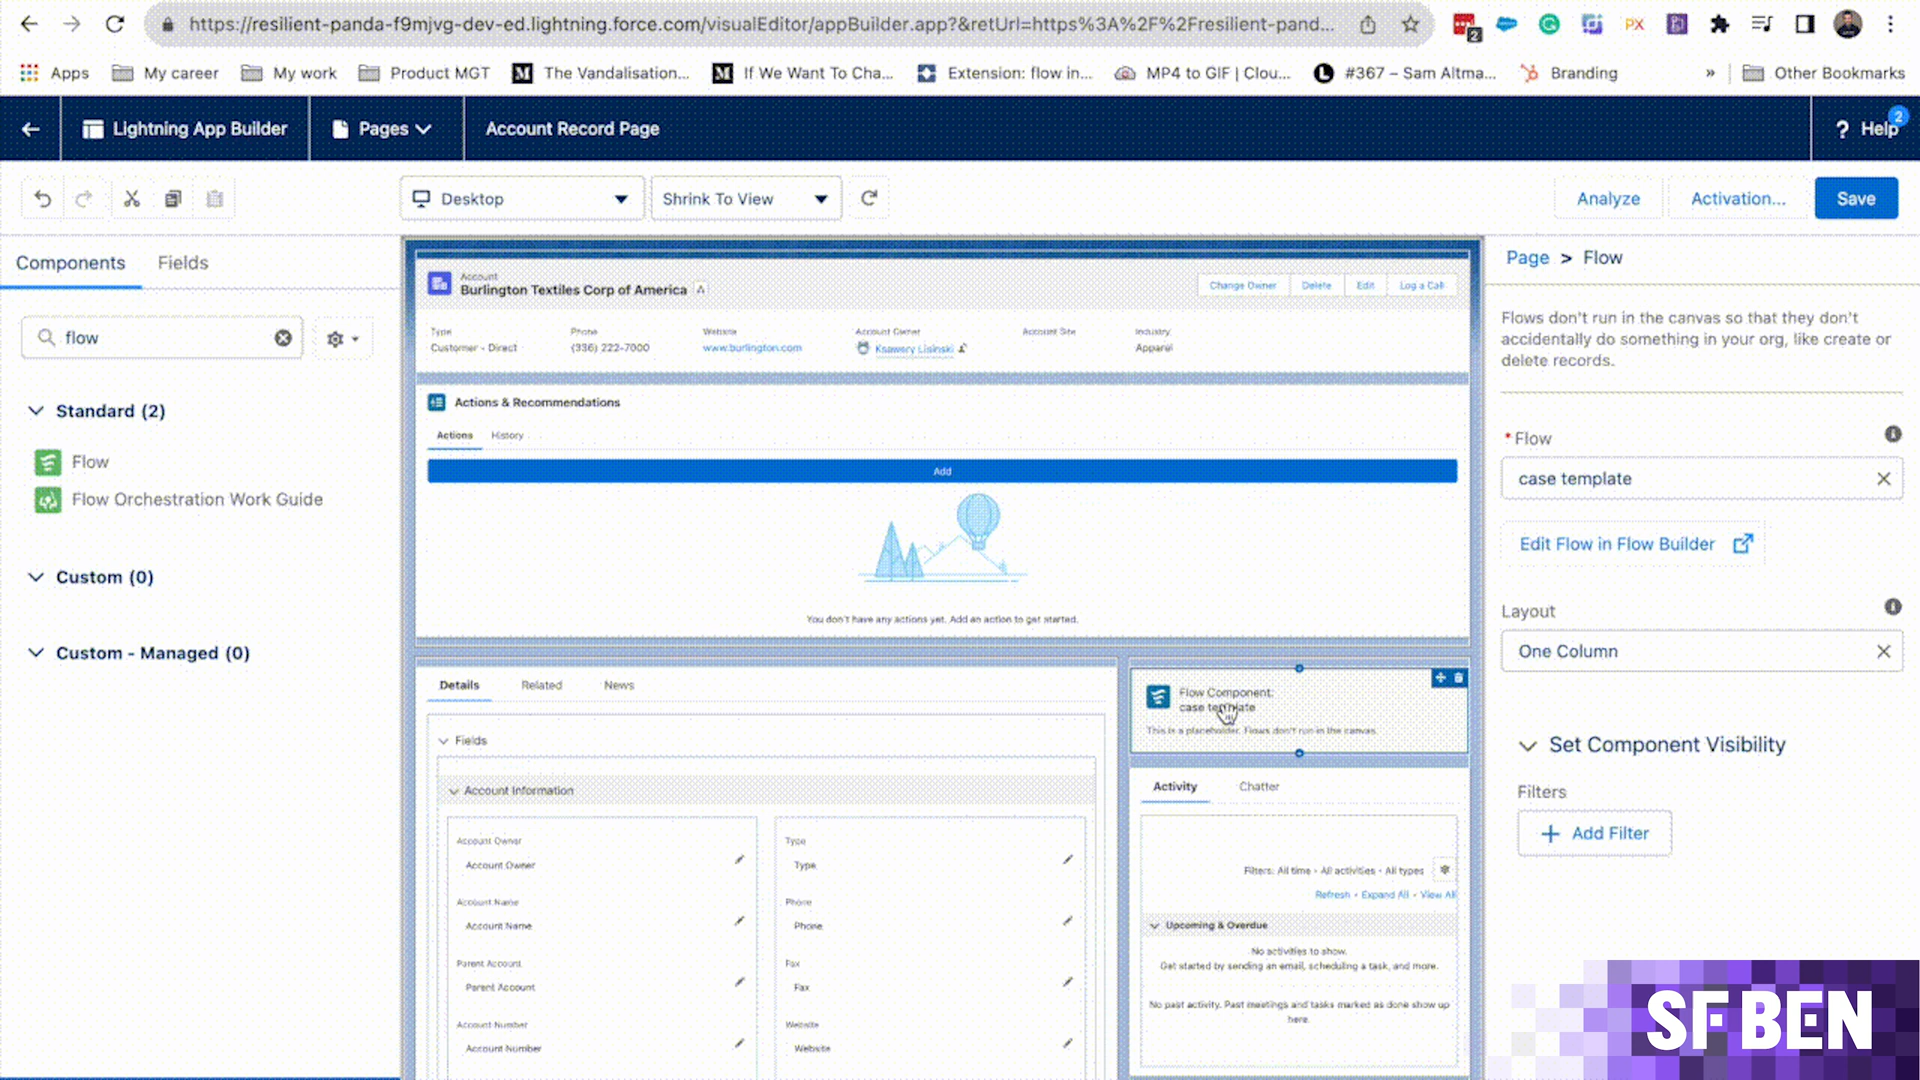 https://resilient-panda-f9mjvg-dev-ed.lightning.force.com/visualEditor/appBuilder.app?&retUrl=https%3A%2F%2Fresilient-pand...
2
PX
Apps
My career
My work
Product MGT
The Vandalisation...
If We Want To Cha...
Extension: flow in...
MP4 to GIF | Clou...
#367 – Sam Altma...
Branding
»
Other Bookmarks
Lightning App Builder
Pages
Account Record Page
? Help
2
Desktop
Shrink To View
Analyze
Activation...
Save
Components
Fields
flow
Standard (2)
Flow
Flow Orchestration Work Guide
Custom (0)
Custom - Managed (0)
Account
Burlington Textiles Corp of America
Change Owner
Delete
Edit
Log a Call
Type
Customer - Direct
Phone
(336) 222-7000
Website
www.burlington.com
Account Owner
Ksawery Lisinski
Account Site
Industry
Apparel
Actions & Recommendations
Actions
History
Add
You don't have any actions yet. Add an action to get started.
Details
Related
News
Fields
Account Information
Account Owner
Account Owner
Type
Type
Account Name
Account Name
Phone
Phone
Parent Account
Parent Account
Fax
Fax
Account Number
Account Number
Website
Website
Flow Component:
case template
This is a placeholder. Flows don't run in the canvas.
Activity
Chatter
Filters: All time • All activities • All types
Refresh • Expand All • View All
Upcoming & Overdue
No activities to show.
Get started by sending an email, scheduling a task, and more.
No past activity. Past meetings and tasks marked as done show up
here.
Page > Flow
Flows don't run in the canvas so that they don't
accidentally do something in your org, like create or
delete records.
* Flow
case template
Edit Flow in Flow Builder
Layout
One Column
Set Component Visibility
Filters
Add Filter
SF BEN